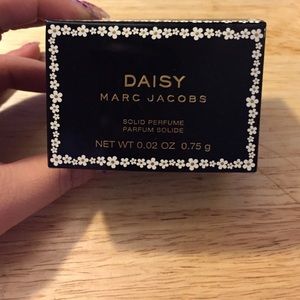 DAISY
MARC JACOBS
SOLID PERFUME
PARFUM SOLIDE
NET WT 0.02 OZ 0.75 g